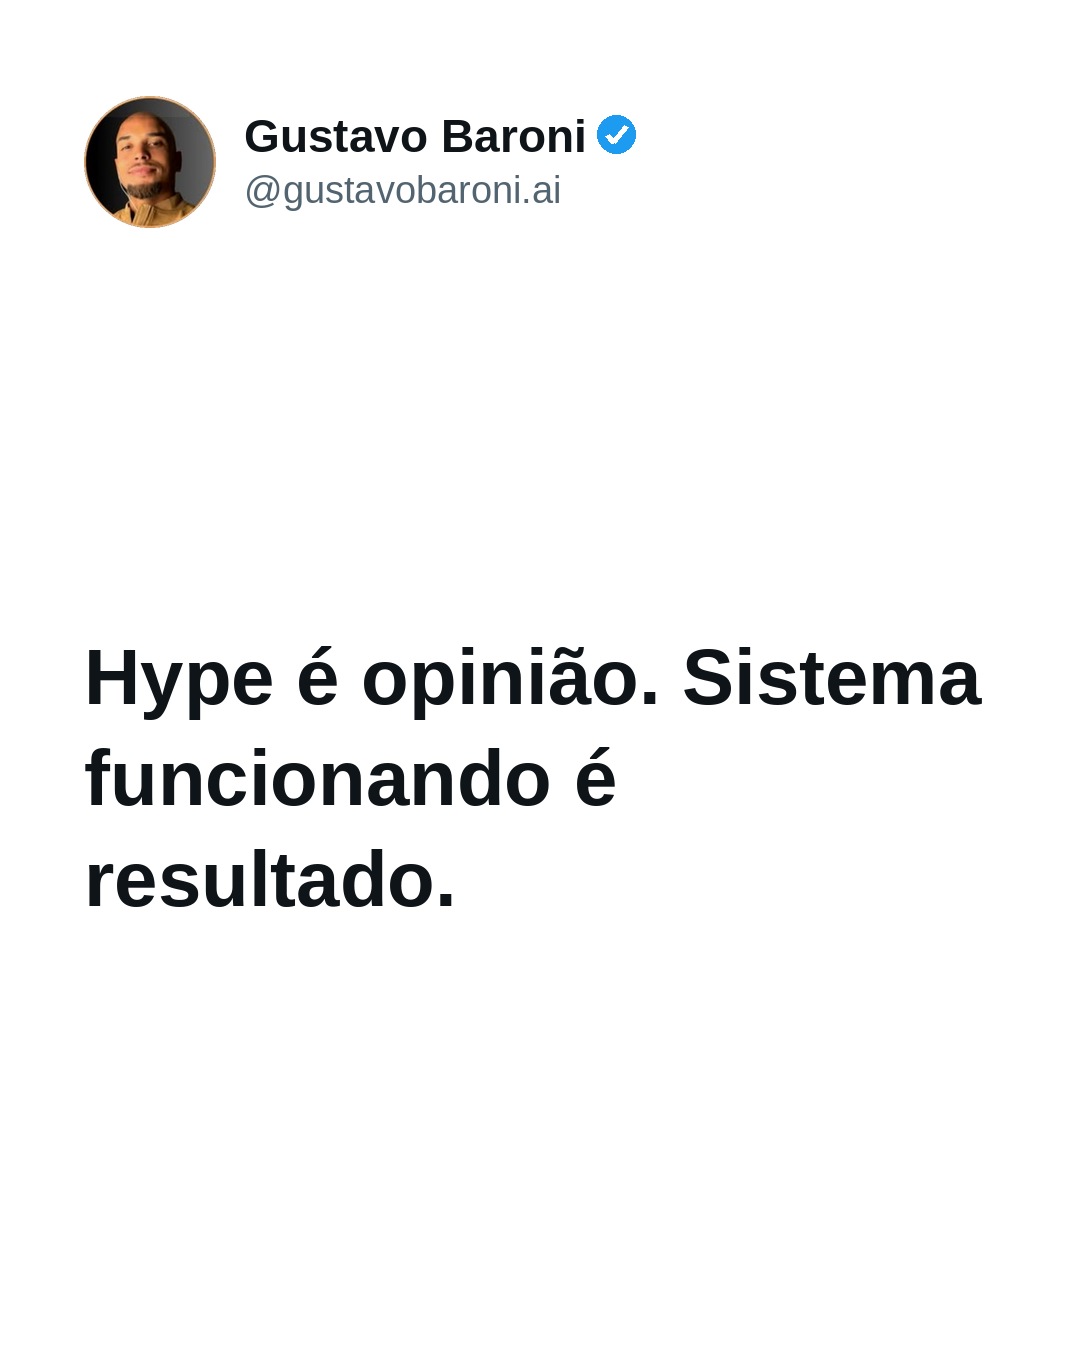 Gustavo Baroni
@gustavobaroni.ai
Hype é opinião. Sistema
funcionando é
resultado.